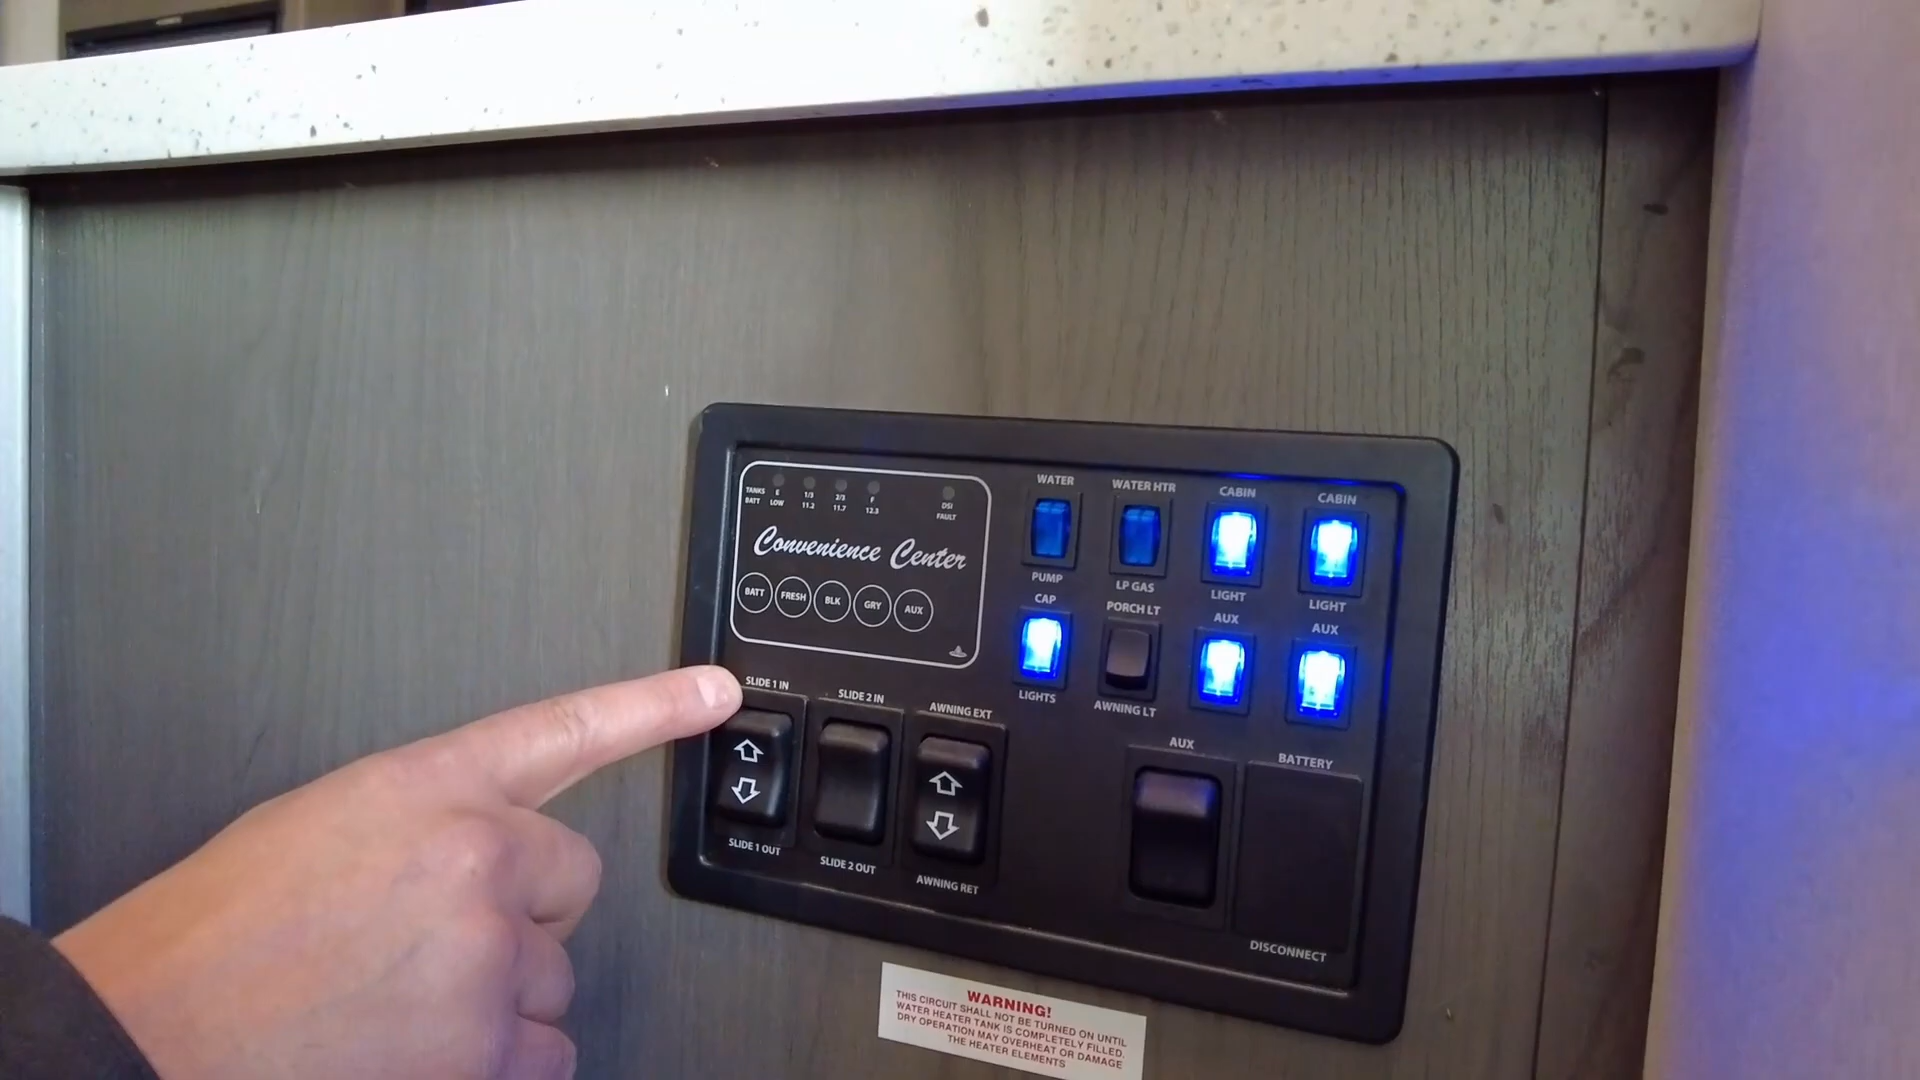 TANKS E 1/3 2/3 F
BATT LOW 11.2 11.7 12.3
DSI
FAULT
Convenience Center
BATT FRESH BLK GRY AUX
WATER
PUMP
WATER HTR
LP GAS
CABIN
LIGHT
CABIN
LIGHT
CAP
LIGHTS
PORCH LT
AWNING LT
AUX
AUX
SLIDE 1 IN
SLIDE 1 OUT
SLIDE 2 IN
SLIDE 2 OUT
AWNING EXT
AWNING RET
AUX
BATTERY
DISCONNECT
WARNING!
THIS CIRCUIT SHALL NOT BE TURNED ON UNTIL
WATER HEATER TANK IS COMPLETELY FILLED.
DRY OPERATION MAY OVERHEAT OR DAMAGE
THE HEATER ELEMENTS